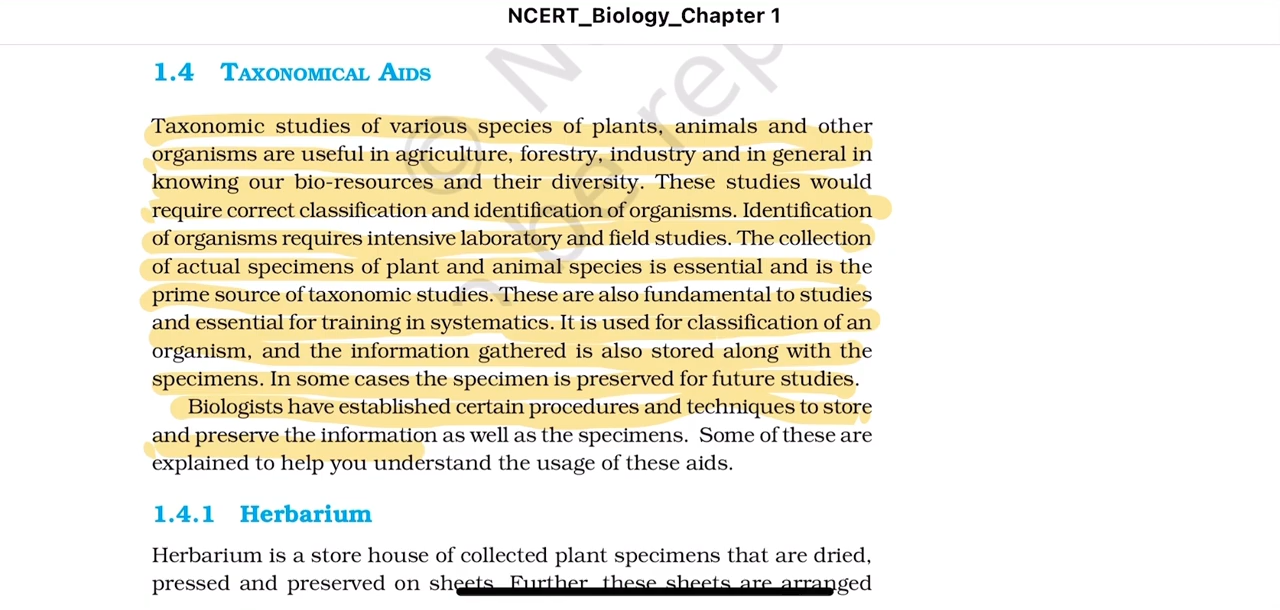 NCERT_Biology_Chapter 1
1.4 TAXONOMICAL AIDS
Taxonomic studies of various species of plants, animals and other
organisms are useful in agriculture, forestry, industry and in general in
knowing our bio-resources and their diversity. These studies would
require correct classification and identification of organisms. Identification
of organisms requires intensive laboratory and field studies. The collection
of actual specimens of plant and animal species is essential and is the
prime source of taxonomic studies. These are also fundamental to studies
and essential for training in systematics. It is used for classification of an
organism, and the information gathered is also stored along with the
specimens. In some cases the specimen is preserved for future studies.
Biologists have established certain procedures and techniques to store
and preserve the information as well as the specimens. Some of these are
explained to help you understand the usage of these aids.
1.4.1 Herbarium
Herbarium is a store house of collected plant specimens that are dried,
pressed and preserved on sheets. Further, these sheets are arranged